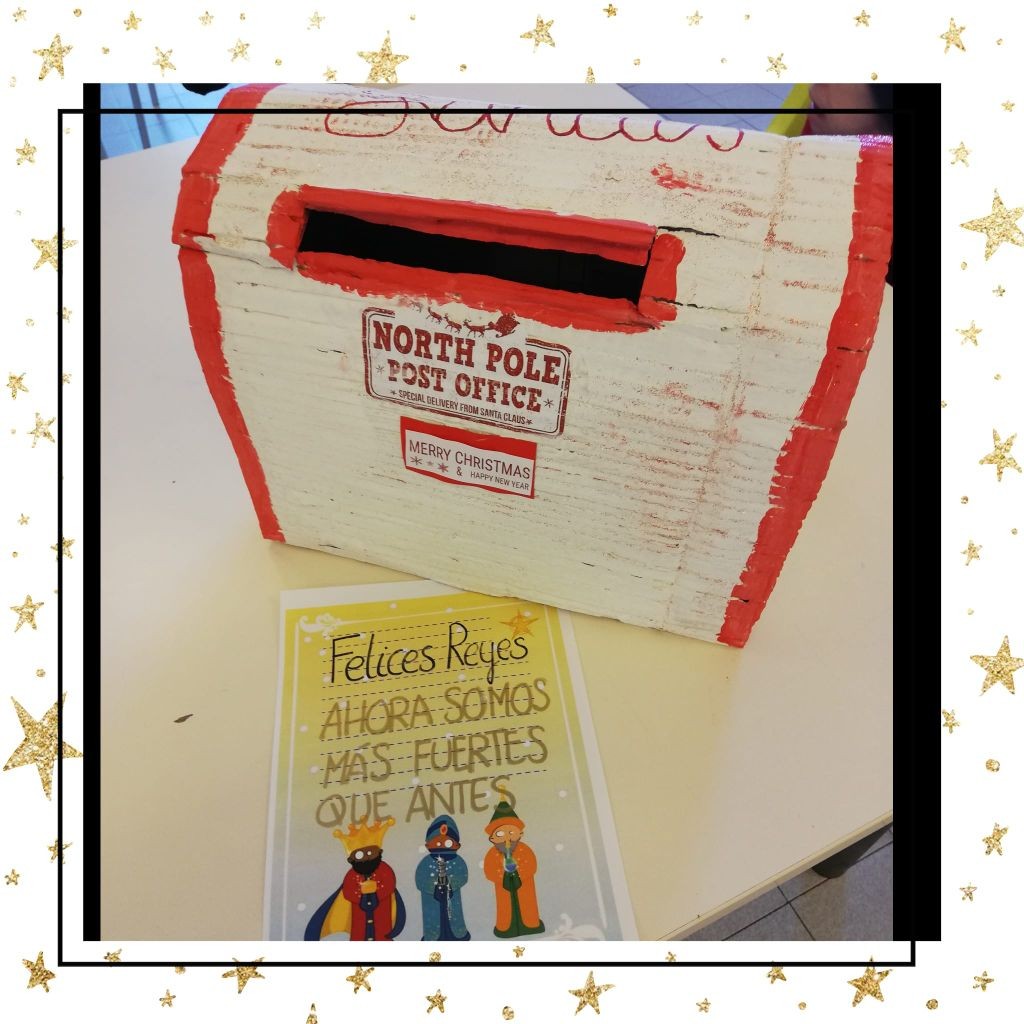 NORTH POLE
POST OFFICE
SPECIAL DELIVERY FROM SANTA CLAUS
MERRY CHRISTMAS
& HAPPY NEW YEAR
Felices Reyes
AHORA SOMOS
MÁS FUERTES
QUE ANTES